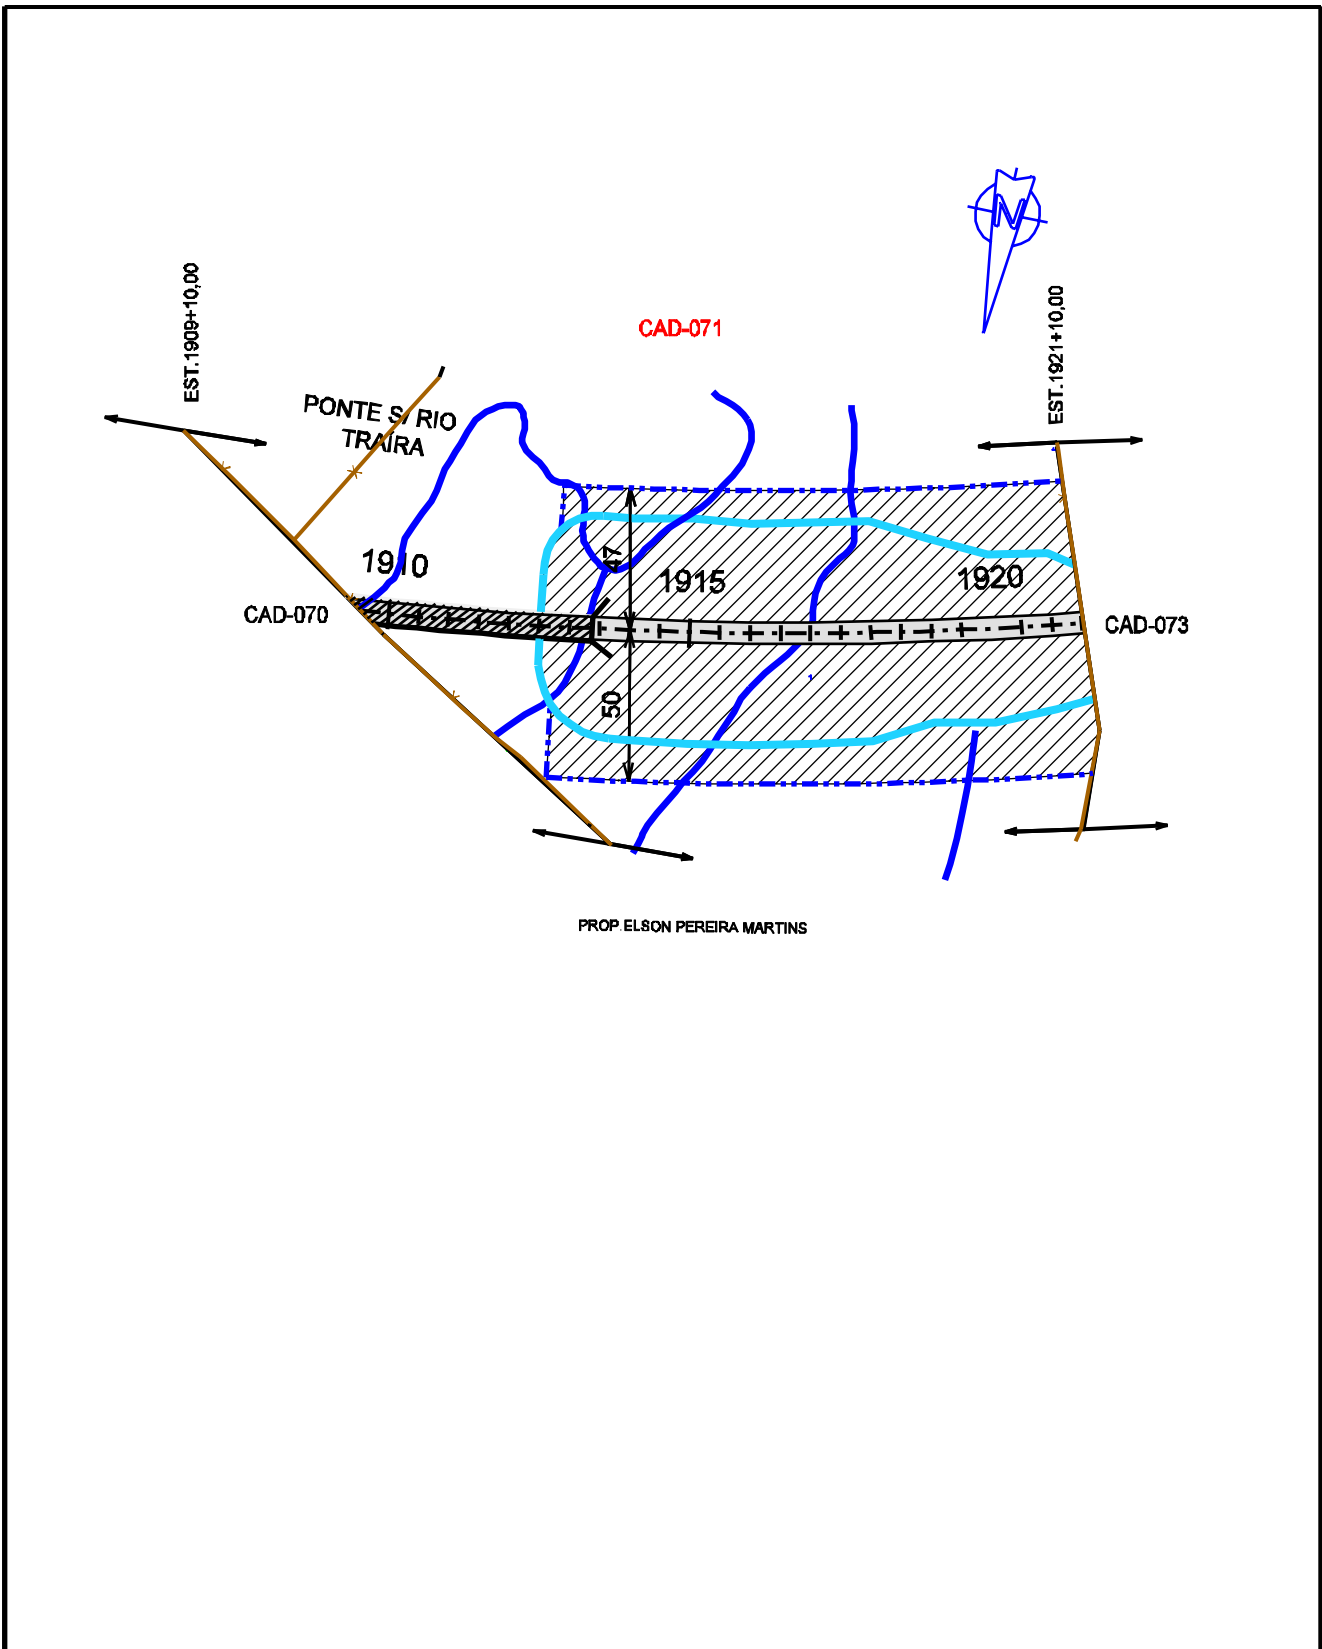 N
EST.1909+10,00
EST.1921+10,00
CAD-071
PONTE S/ RIO
TRAÍRA
47
1910
1915
1920
CAD-070
CAD-073
50
PROP.ELSON PEREIRA MARTINS